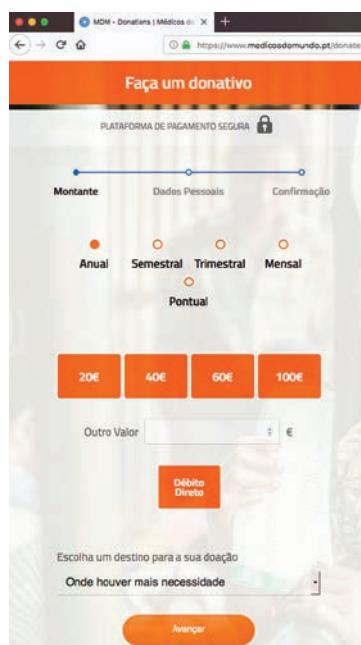 MDM - Donations | Médicos do
https://www.medicosdomundo.pt/donate
Faça um donativo
PLATAFORMA DE PAGAMENTO SEGURA
Montante Dados Pessoais Confirmação
Anual Semestral Trimestral Mensal
Pontual
20€ 40€ 60€ 100€
Outro Valor €
Débito
Direto
Escolha um destino para a sua doação
Onde houver mais necessidade
Avançar